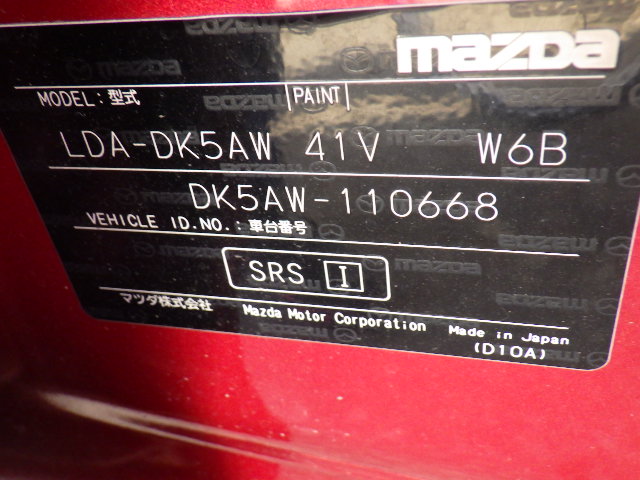 mazda
MODEL: 型式 PAINT
LDA-DK5AW 41V W6B
DK5AW-110668
VEHICLE ID.NO.: 車台番号
SRS I
マツダ株式会社 Mazda Motor Corporation Made in Japan
(D10A)